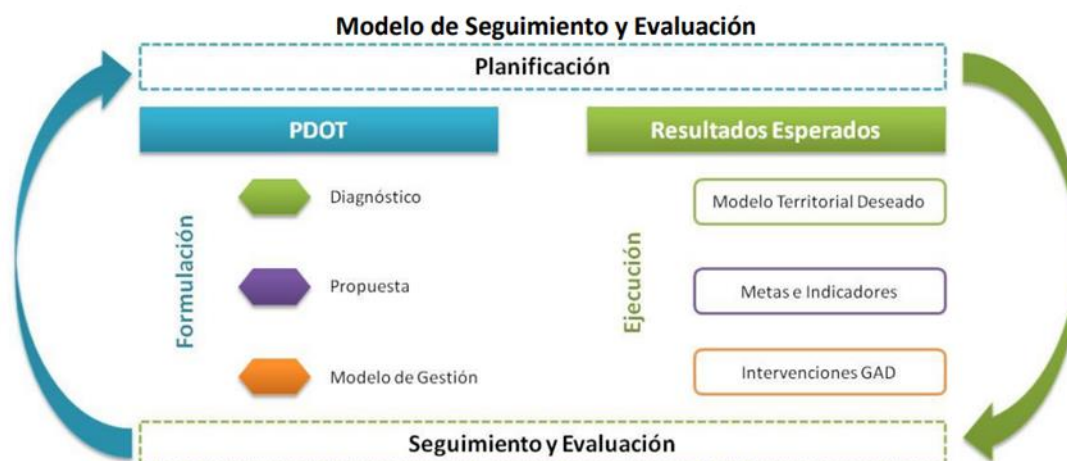 Modelo de Seguimiento y Evaluación
Planificación
PDOT
Resultados Esperados
Formulación
Diagnóstico
Propuesta
Modelo de Gestión
Ejecución
Modelo Territorial Deseado
Metas e Indicadores
Intervenciones GAD
Seguimiento y Evaluación